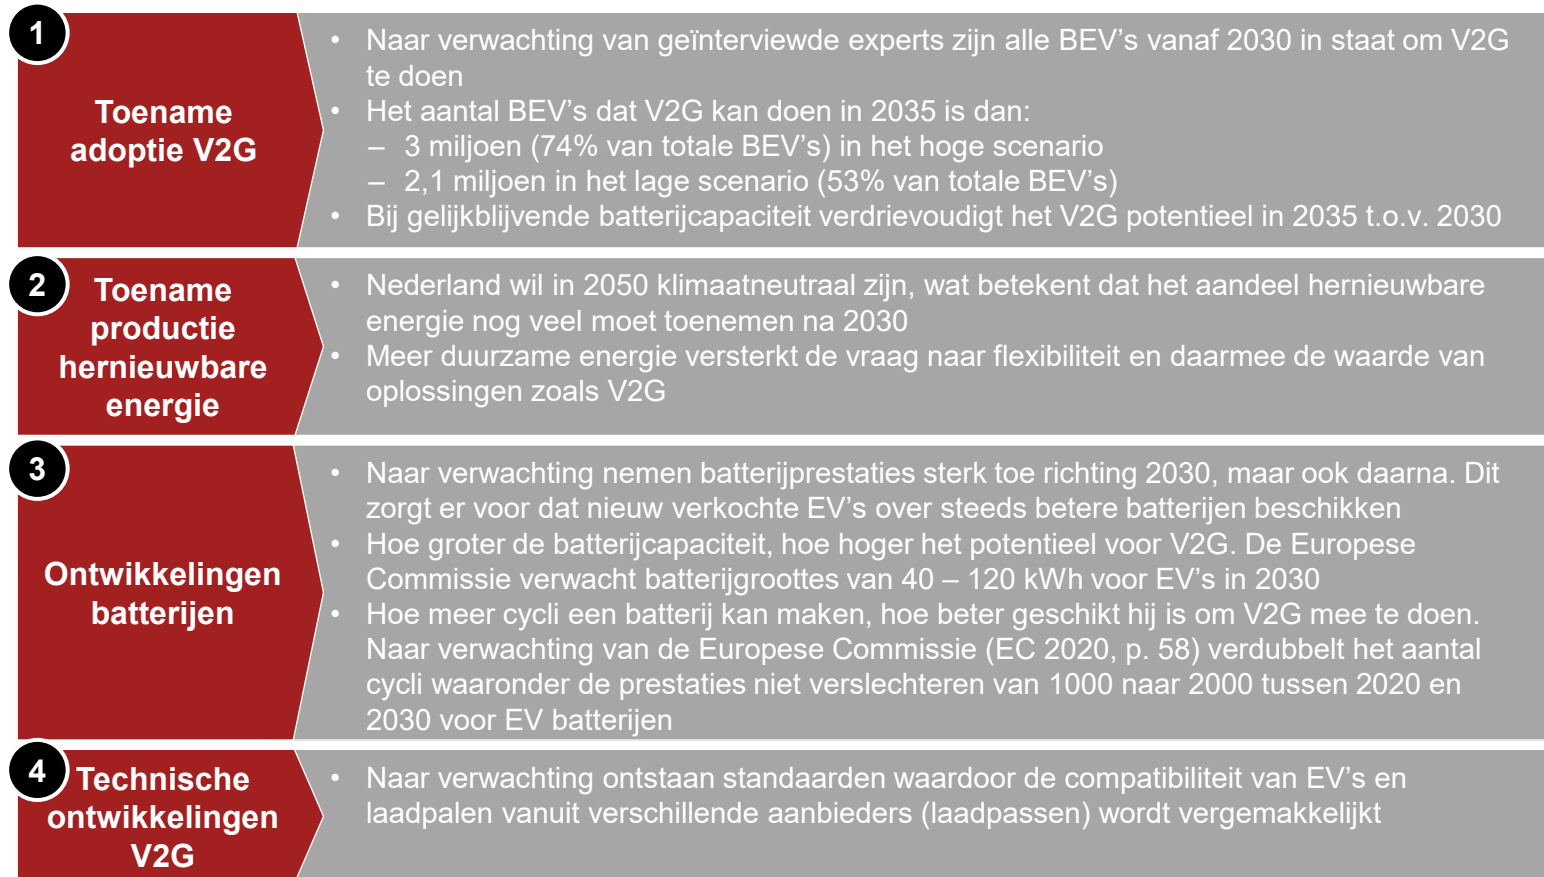 1
Toename
adoptie V2G
• Naar verwachting van geïnterviewde experts zijn alle BEV’s vanaf 2030 in staat om V2G
te doen
• Het aantal BEV’s dat V2G kan doen in 2035 is dan:
– 3 miljoen (74% van totale BEV’s) in het hoge scenario
– 2,1 miljoen in het lage scenario (53% van totale BEV’s)
• Bij gelijkblijvende batterijcapaciteit verdrievoudigt het V2G potentieel in 2035 t.o.v. 2030
2
Toename
productie
hernieuwbare
energie
• Nederland wil in 2050 klimaatneutraal zijn, wat betekent dat het aandeel hernieuwbare
energie nog veel moet toenemen na 2030
• Meer duurzame energie versterkt de vraag naar flexibiliteit en daarmee de waarde van
oplossingen zoals V2G
3
Ontwikkelingen
batterijen
• Naar verwachting nemen batterijprestaties sterk toe richting 2030, maar ook daarna. Dit
zorgt er voor dat nieuw verkochte EV’s over steeds betere batterijen beschikken
• Hoe groter de batterijcapaciteit, hoe hoger het potentieel voor V2G. De Europese
Commissie verwacht batterijgroottes van 40 – 120 kWh voor EV’s in 2030
• Hoe meer cycli een batterij kan maken, hoe beter geschikt hij is om V2G mee te doen.
Naar verwachting van de Europese Commissie (EC 2020, p. 58) verdubbelt het aantal
cycli waaronder de prestaties niet verslechteren van 1000 naar 2000 tussen 2020 en
2030 voor EV batterijen
4
Technische
ontwikkelingen
V2G
• Naar verwachting ontstaan standaarden waardoor de compatibiliteit van EV’s en
laadpalen vanuit verschillende aanbieders (laadpassen) wordt vergemakkelijkt